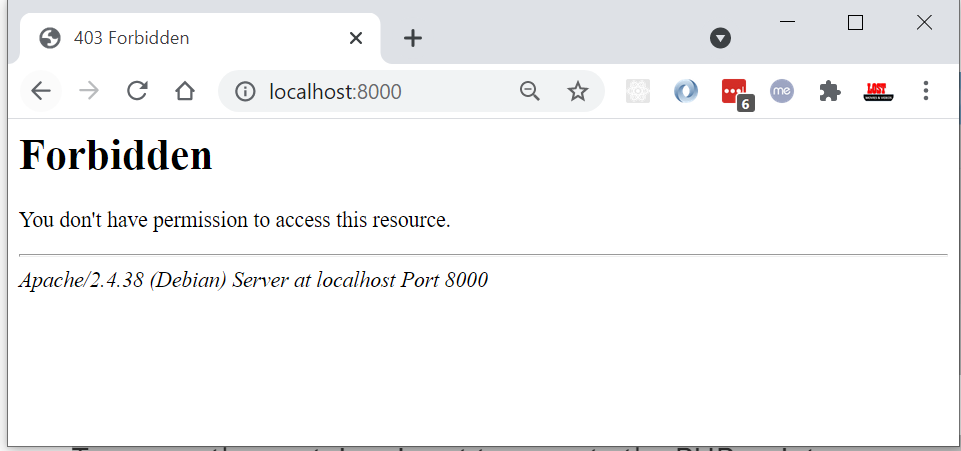 403 Forbidden
localhost:8000
6
me
LOST
Forbidden
You don't have permission to access this resource.
Apache/2.4.38 (Debian) Server at localhost Port 8000